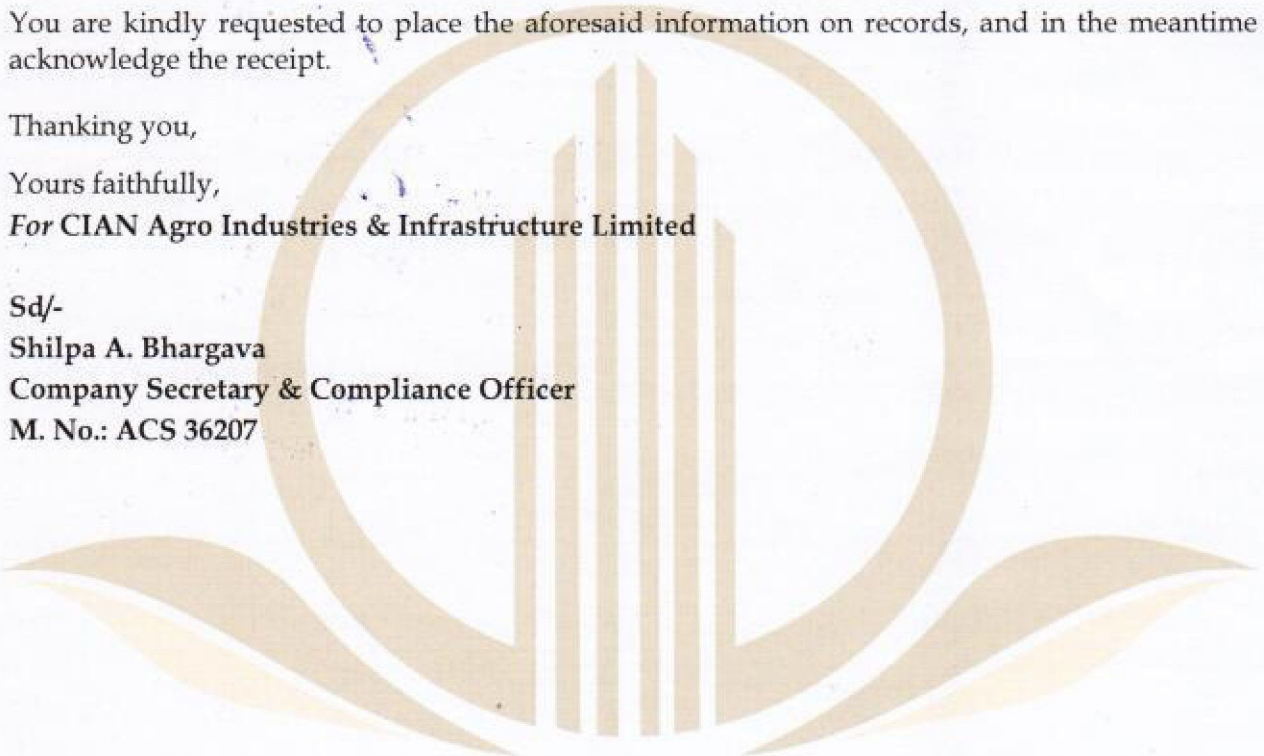 You are kindly requested to place the aforesaid information on records, and in the meantime
acknowledge the receipt.
Thanking you,
Yours faithfully,
For CIAN Agro Industries & Infrastructure Limited
Sd/-
Shilpa A. Bhargava
Company Secretary & Compliance Officer
M. No.: ACS 36207